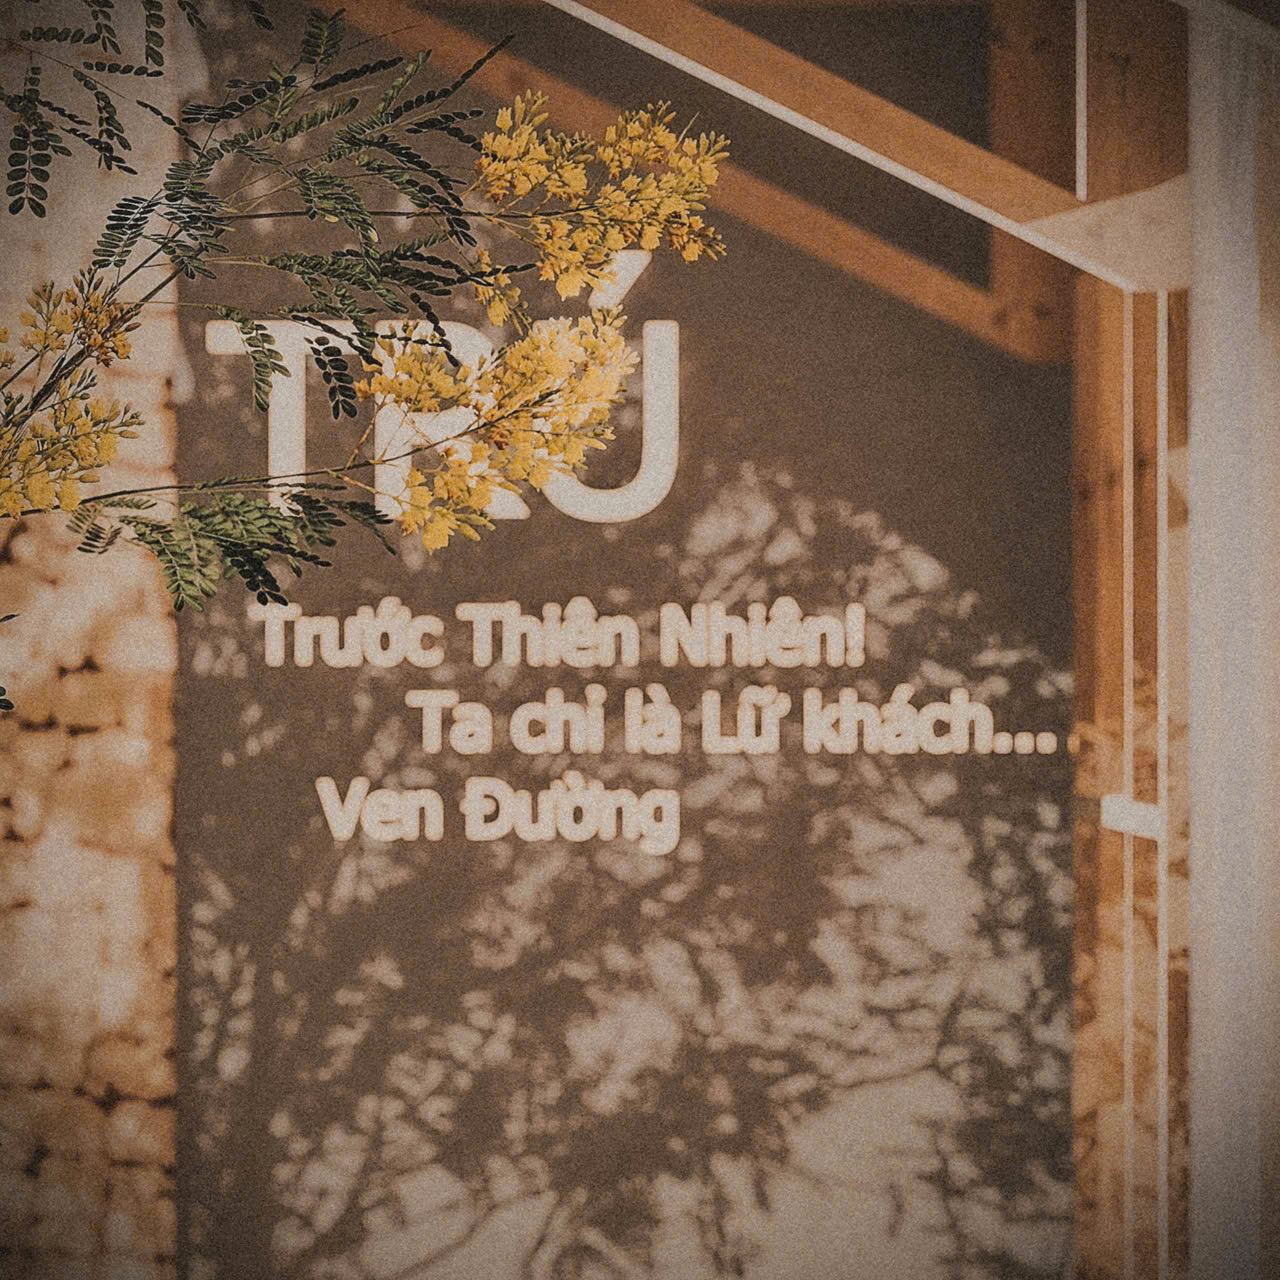 TRÚ
Trước Thiên Nhiên!
Ta chỉ là Lữ khách...
Ven Đường